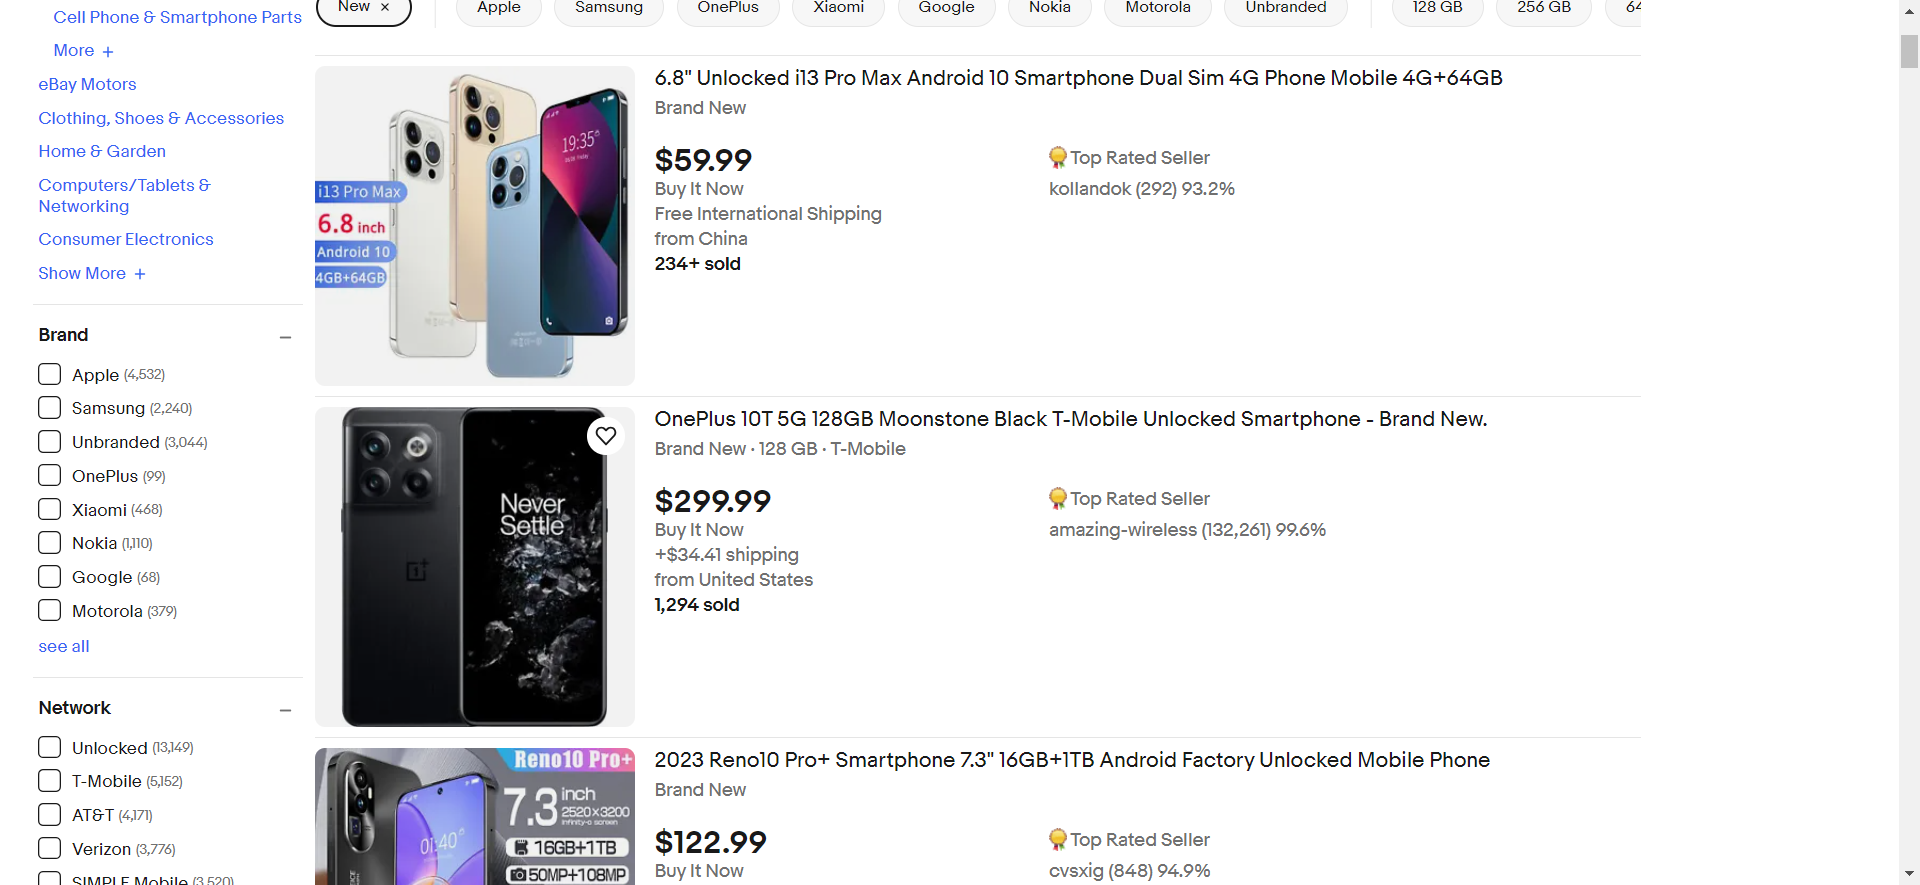 Cell Phone & Smartphone Parts
More +
eBay Motors
Clothing, Shoes & Accessories
Home & Garden
Computers/Tablets &
Networking
Consumer Electronics
Show More +
Brand
Apple (4,532)
Samsung (2,240)
Unbranded (3,044)
OnePlus (99)
Xiaomi (468)
Nokia (1,110)
Google (68)
Motorola (379)
see all
Network
Unlocked (13,149)
T-Mobile (5,152)
AT&T (4,171)
Verizon (3,776)
SIMPLE Mobile (3,520)
New × Apple Samsung OnePlus Xiaomi Google Nokia Motorola Unbranded 128 GB 256 GB 64
19:35
i13 Pro Max
6.8 inch
Android 10
4GB+64GB
6.8" Unlocked i13 Pro Max Android 10 Smartphone Dual Sim 4G Phone Mobile 4G+64GB
Brand New
$59.99
Buy It Now
Free International Shipping
from China
234+ sold
Top Rated Seller
kollandok (292) 93.2%
Never
Settle
OnePlus 10T 5G 128GB Moonstone Black T-Mobile Unlocked Smartphone - Brand New.
Brand New · 128 GB · T-Mobile
$299.99
Buy It Now
+$34.41 shipping
from United States
1,294 sold
Top Rated Seller
amazing-wireless (132,261) 99.6%
Reno10 Pro+
7.3 inch
2520×3200
infinity-o screen
16GB+1TB
50MP+108MP
01:40
2023 Reno10 Pro+ Smartphone 7.3" 16GB+1TB Android Factory Unlocked Mobile Phone
Brand New
$122.99
Buy It Now
Top Rated Seller
cvsxig (848) 94.9%